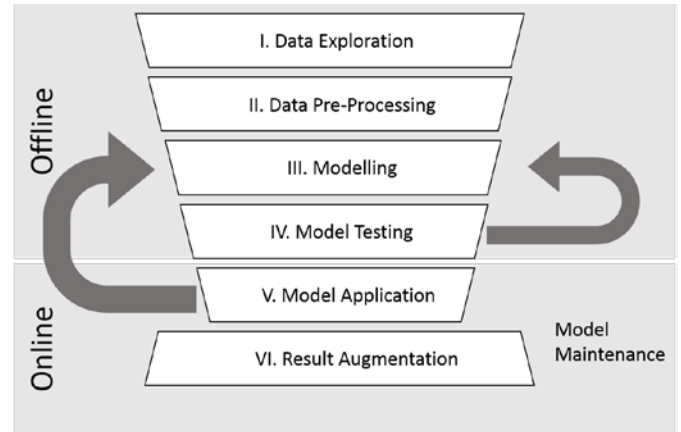 Offline
I. Data Exploration
II. Data Pre-Processing
III. Modelling
IV. Model Testing
Online
V. Model Application
VI. Result Augmentation
Model
Maintenance